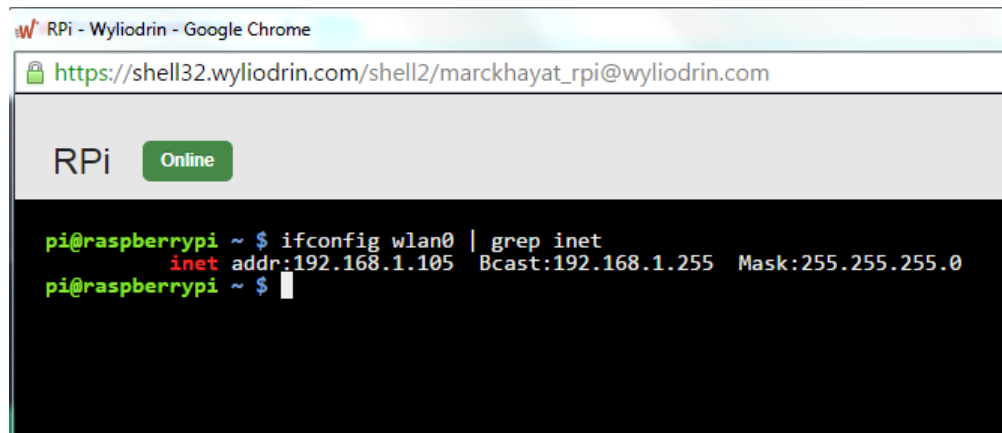 RPi - Wyliodrin - Google Chrome
https://shell32.wyliodrin.com/shell2/marckhayat_rpi@wyliodrin.com
RPi Online
pi@raspberrypi ~ $ ifconfig wlan0 | grep inet
inet addr:192.168.1.105 Bcast:192.168.1.255 Mask:255.255.255.0
pi@raspberrypi ~ $